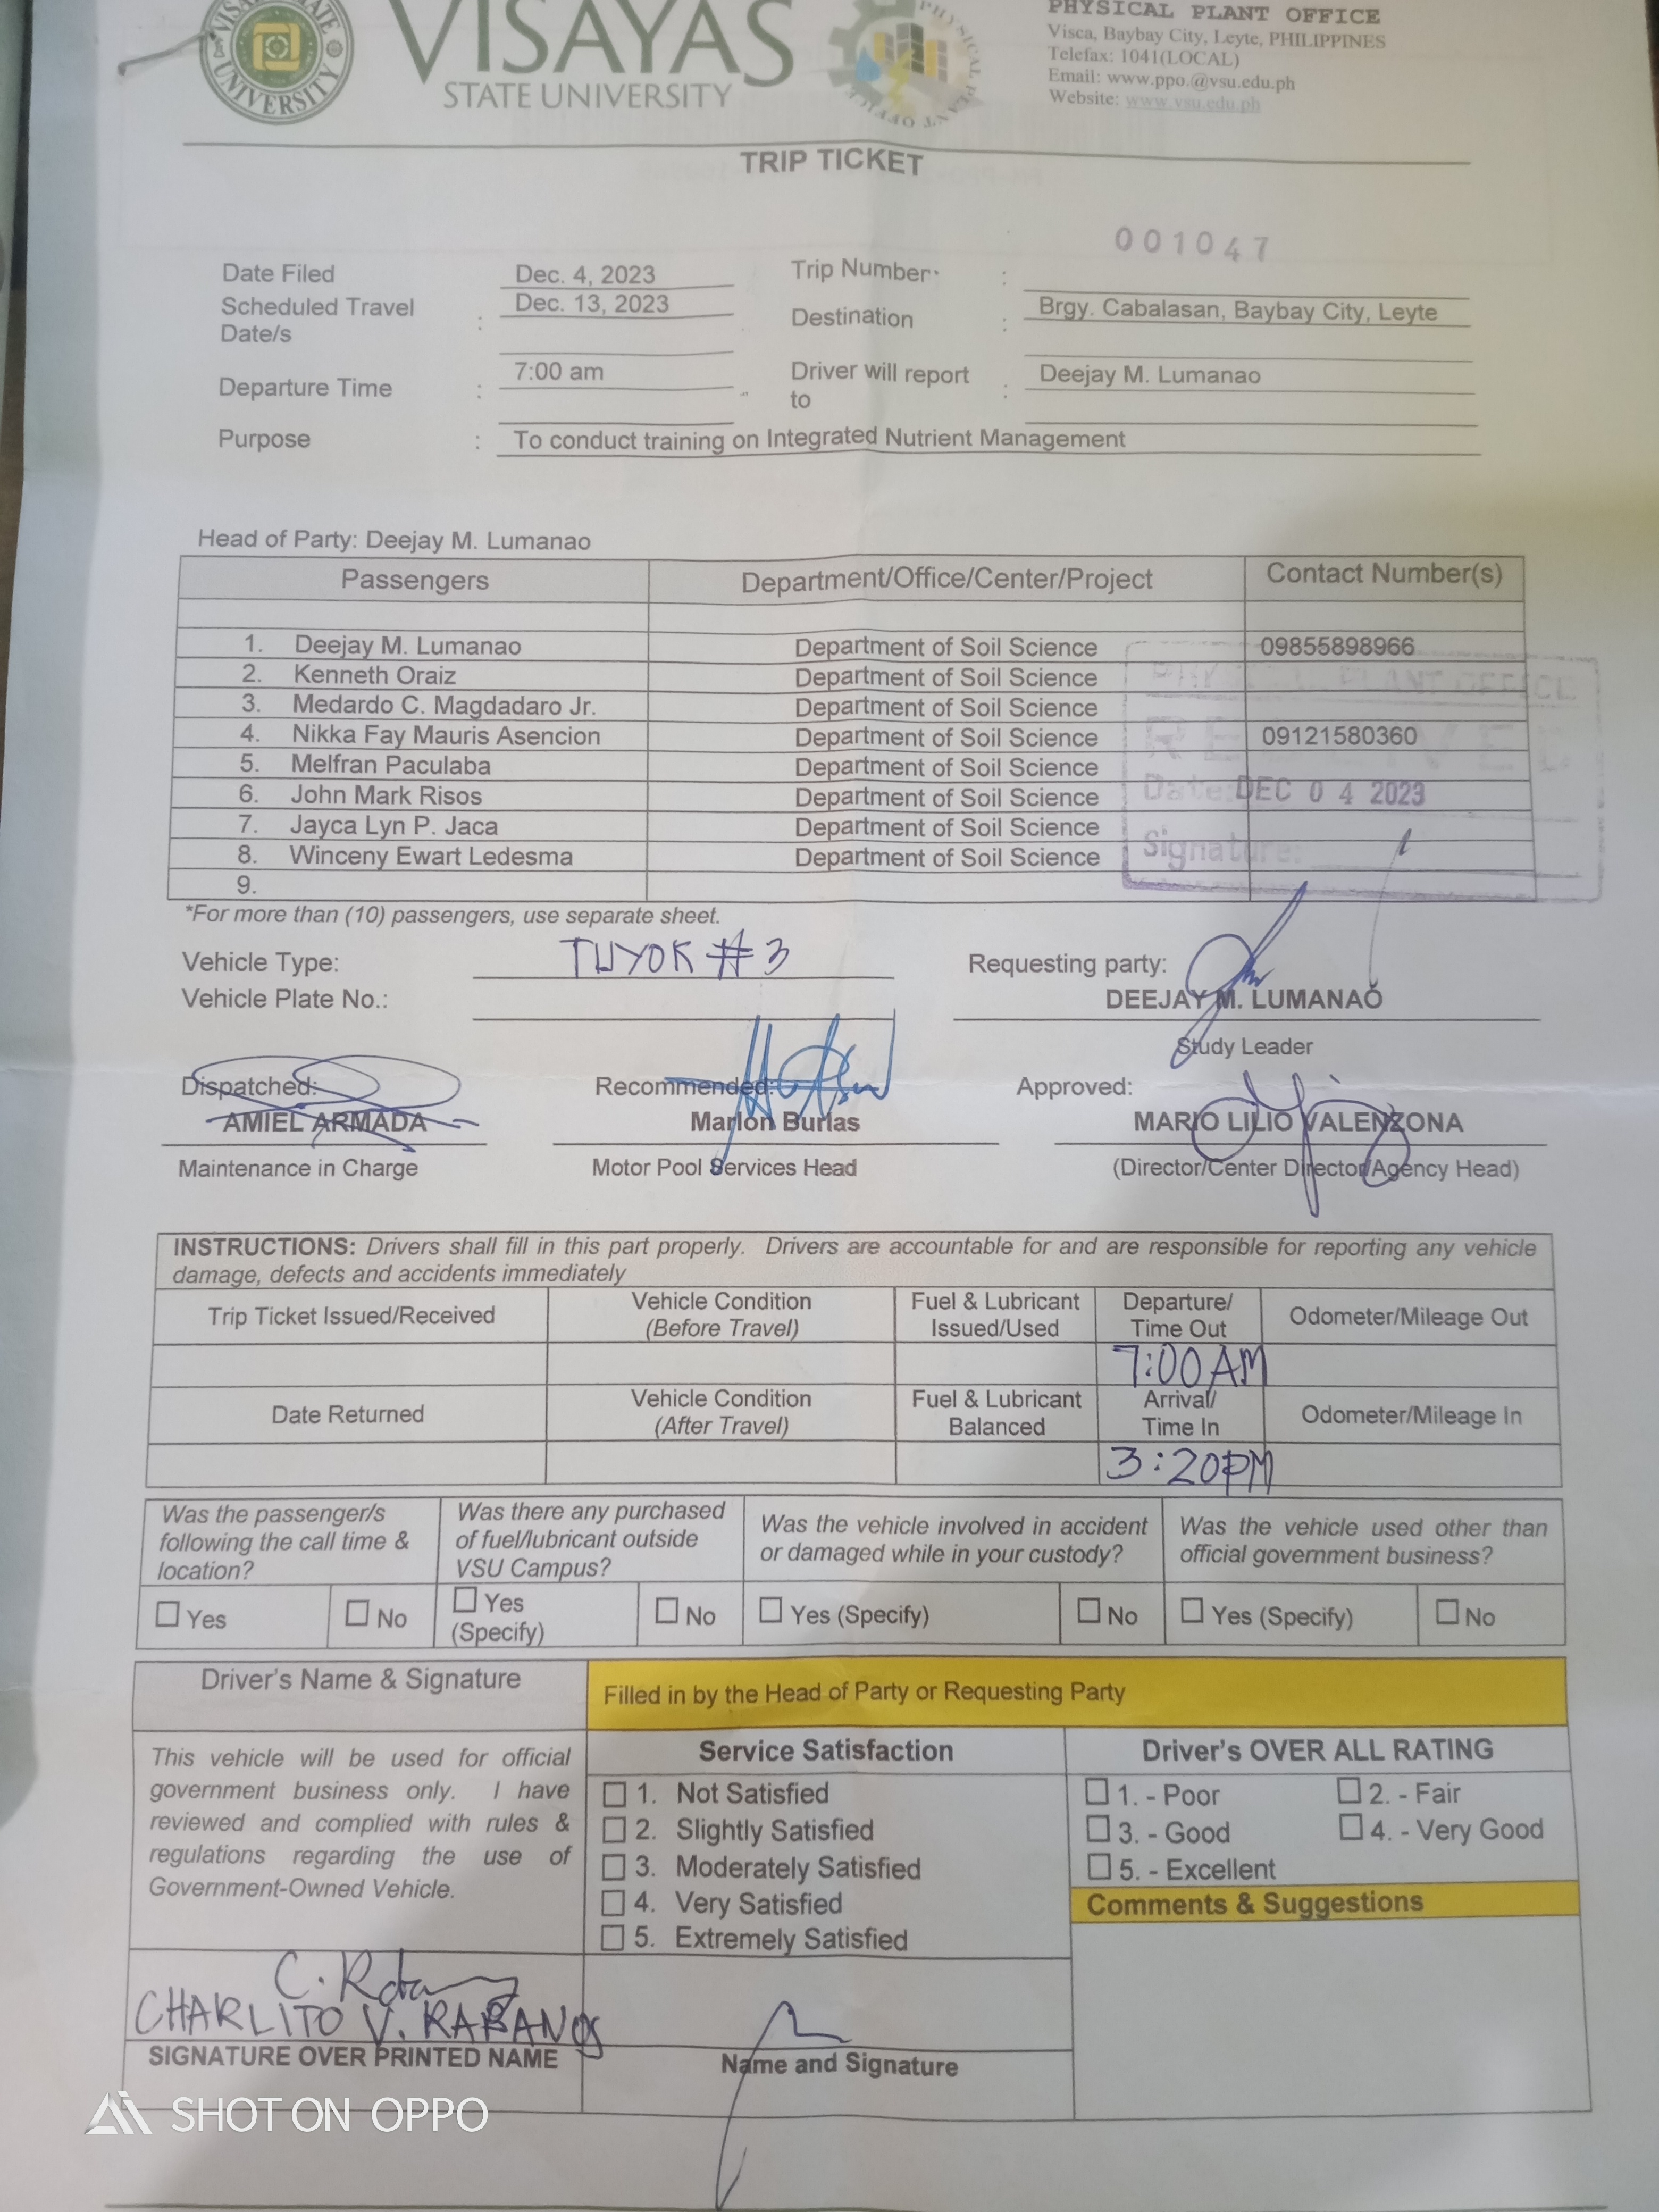 VISAYAS
STATE UNIVERSITY
UNIVERSITY
PHYSICAL PLANT OFFICE
Visca, Baybay City, Leyte, PHILIPPINES
Telefax: 1041(LOCAL)
Email: www.ppo.@vsu.edu.ph
Website: www.vsu.edu.ph
TRIP TICKET
001047
Date Filed Dec. 4, 2023 Trip Number :
Scheduled Travel Date/s : Dec. 13, 2023 Destination : Brgy. Cabalasan, Baybay City, Leyte
Departure Time : 7:00 am Driver will report to : Deejay M. Lumanao
Purpose : To conduct training on Integrated Nutrient Management
Head of Party: Deejay M. Lumanao
Passengers Department/Office/Center/Project Contact Number(s)
1. Deejay M. Lumanao Department of Soil Science 09855898966
2. Kenneth Oraiz Department of Soil Science
3. Medardo C. Magdadaro Jr. Department of Soil Science
4. Nikka Fay Mauris Asencion Department of Soil Science 09121580360
5. Melfran Paculaba Department of Soil Science
6. John Mark Risos Department of Soil Science
7. Jayca Lyn P. Jaca Department of Soil Science
8. Winceny Ewart Ledesma Department of Soil Science
9.
PHYSICAL PLANT OFFICE
RECEIVED
Date: DEC 04 2023
Signature:
*For more than (10) passengers, use separate sheet.
Vehicle Type: TUYOK #3 Requesting party:
Vehicle Plate No.: DEEJAY M. LUMANAO
Study Leader
Dispatched: Recommended: Approved:
AMIEL ARMADA Marlon Burlas MARIO LILIO VALENZONA
Maintenance in Charge Motor Pool Services Head (Director/Center Director/Agency Head)
INSTRUCTIONS: Drivers shall fill in this part properly. Drivers are accountable for and are responsible for reporting any vehicle
damage, defects and accidents immediately
Trip Ticket Issued/Received Vehicle Condition (Before Travel) Fuel & Lubricant Issued/Used Departure/ Time Out Odometer/Mileage Out
7:00 AM
Date Returned Vehicle Condition (After Travel) Fuel & Lubricant Balanced Arrival/ Time In Odometer/Mileage In
3:20PM
Was the passenger/s following the call time & location? Was there any purchased of fuel/lubricant outside VSU Campus? Was the vehicle involved in accident or damaged while in your custody? Was the vehicle used other than official government business?
☐ Yes ☐ No ☐ Yes (Specify) ☐ No ☐ Yes (Specify) ☐ No ☐ Yes (Specify) ☐ No
Driver's Name & Signature Filled in by the Head of Party or Requesting Party
This vehicle will be used for official
government business only. I have
reviewed and complied with rules &
regulations regarding the use of
Government-Owned Vehicle.
Service Satisfaction
☐ 1. Not Satisfied
☐ 2. Slightly Satisfied
☐ 3. Moderately Satisfied
☐ 4. Very Satisfied
☐ 5. Extremely Satisfied
Driver's OVER ALL RATING
☐ 1. - Poor ☐ 2. - Fair
☐ 3. - Good ☐ 4. - Very Good
☐ 5. - Excellent
Comments & Suggestions
CHARLITO V. RABANOS
SIGNATURE OVER PRINTED NAME Name and Signature
SHOT ON OPPO